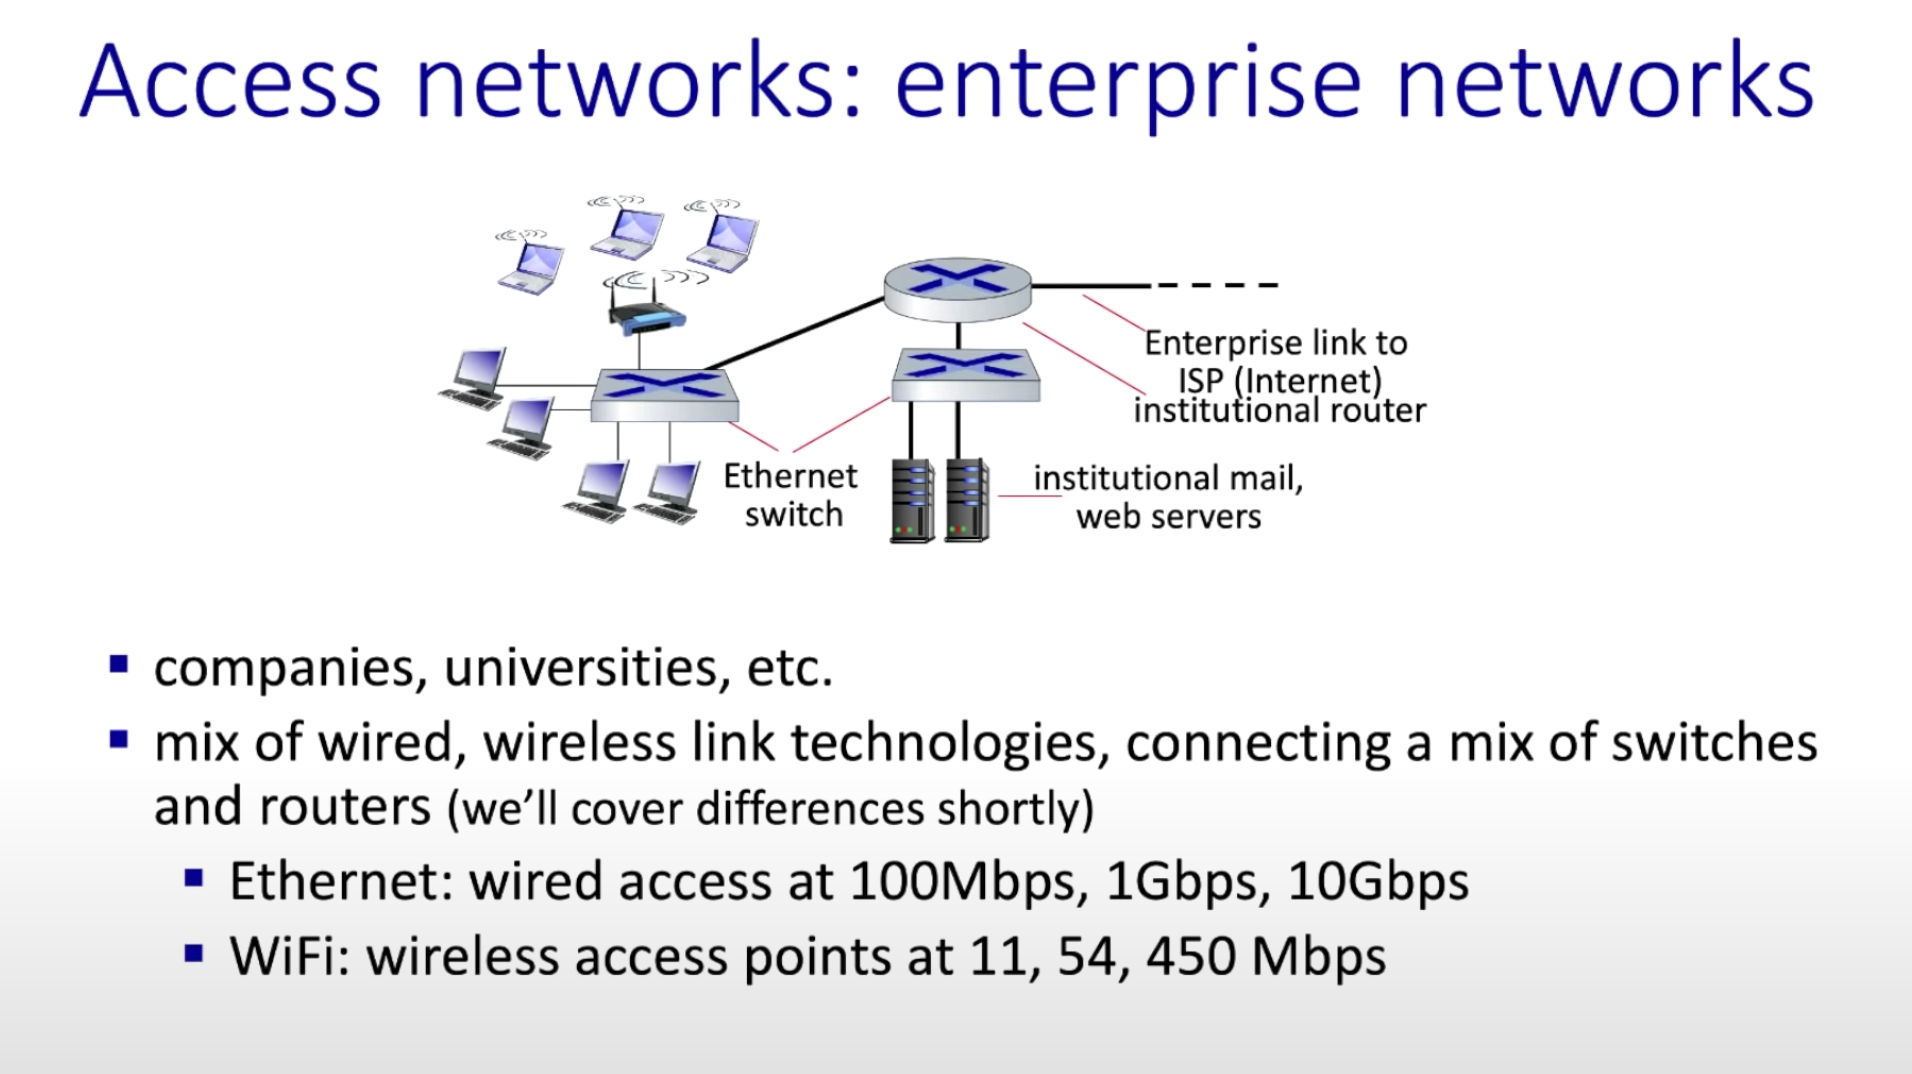 Access networks: enterprise networks
Enterprise link to
ISP (Internet)
institutional router
Ethernet
switch
institutional mail,
web servers
companies, universities, etc.
mix of wired, wireless link technologies, connecting a mix of switches
and routers (we’ll cover differences shortly)
Ethernet: wired access at 100Mbps, 1Gbps, 10Gbps
WiFi: wireless access points at 11, 54, 450 Mbps